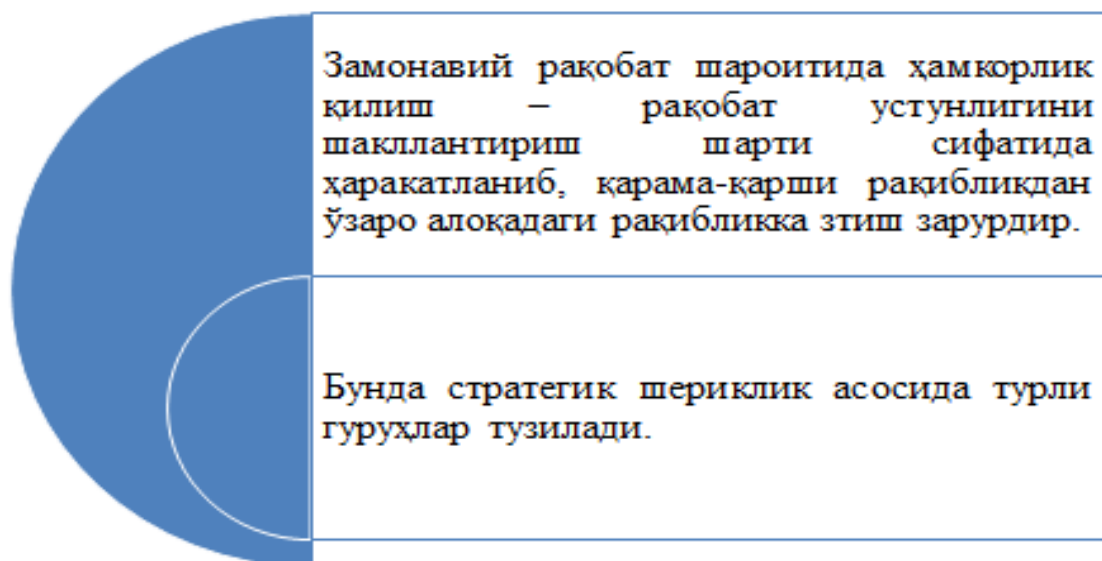 Замонавий рақобат шароитида ҳамкорлик
қилиш – рақобат устунлигини
шакллантириш шарти сифатида
ҳаракатланиб, қарама-қарши рақибликдан
ўзаро алоқадаги рақибликка зтиш зарурдир.
Бунда стратегик шериклик асосида турли
гуруҳлар тузилади.